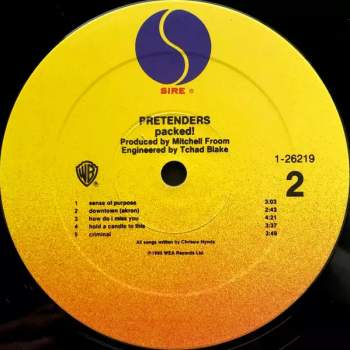 SIRE ®
PRETENDERS
packed!
Produced by Mitchell Froom
Engineered by Tchad Blake
1-26219
2
WB
1 sense of purpose 3:03
2 downtown (akron) 2:43
3 how do i miss you 4:21
4 hold a candle to this 3:37
5 criminal 3:49
All songs written by Chrissie Hynde
℗1990 WEA Records Ltd